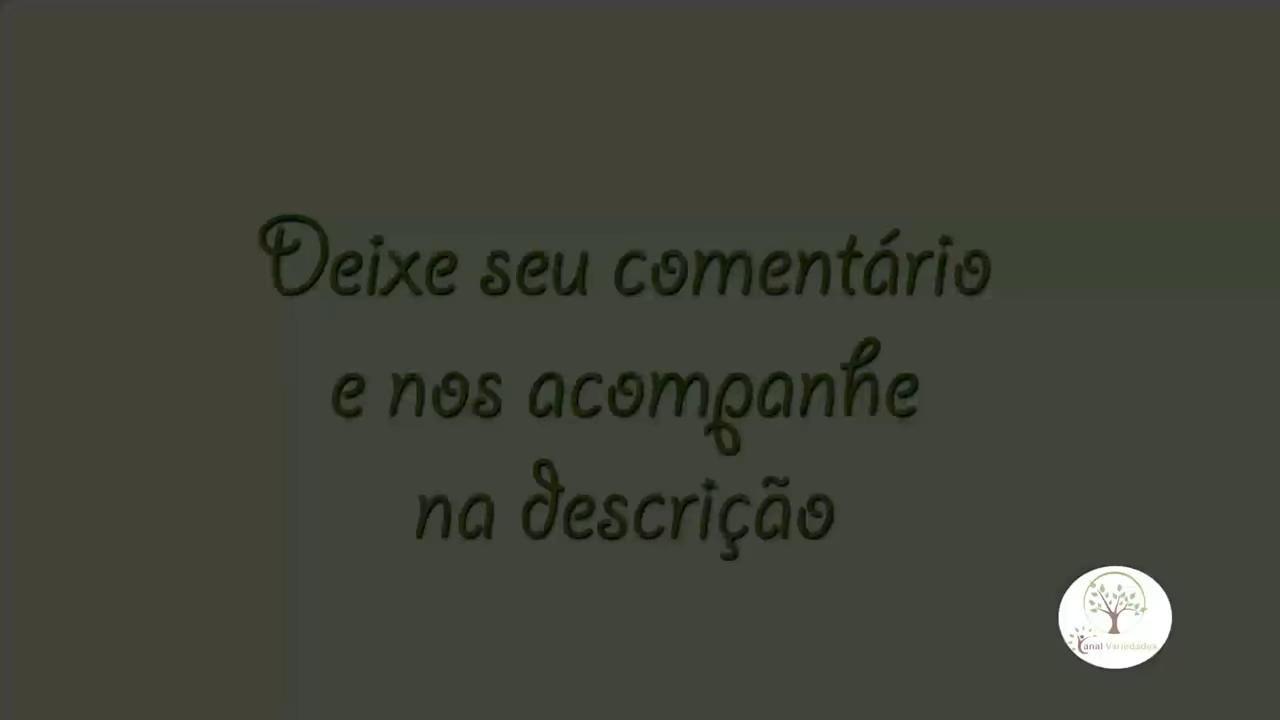 Deixe seu comentário
e nos acompanhe
na descrição
Canal Variedades